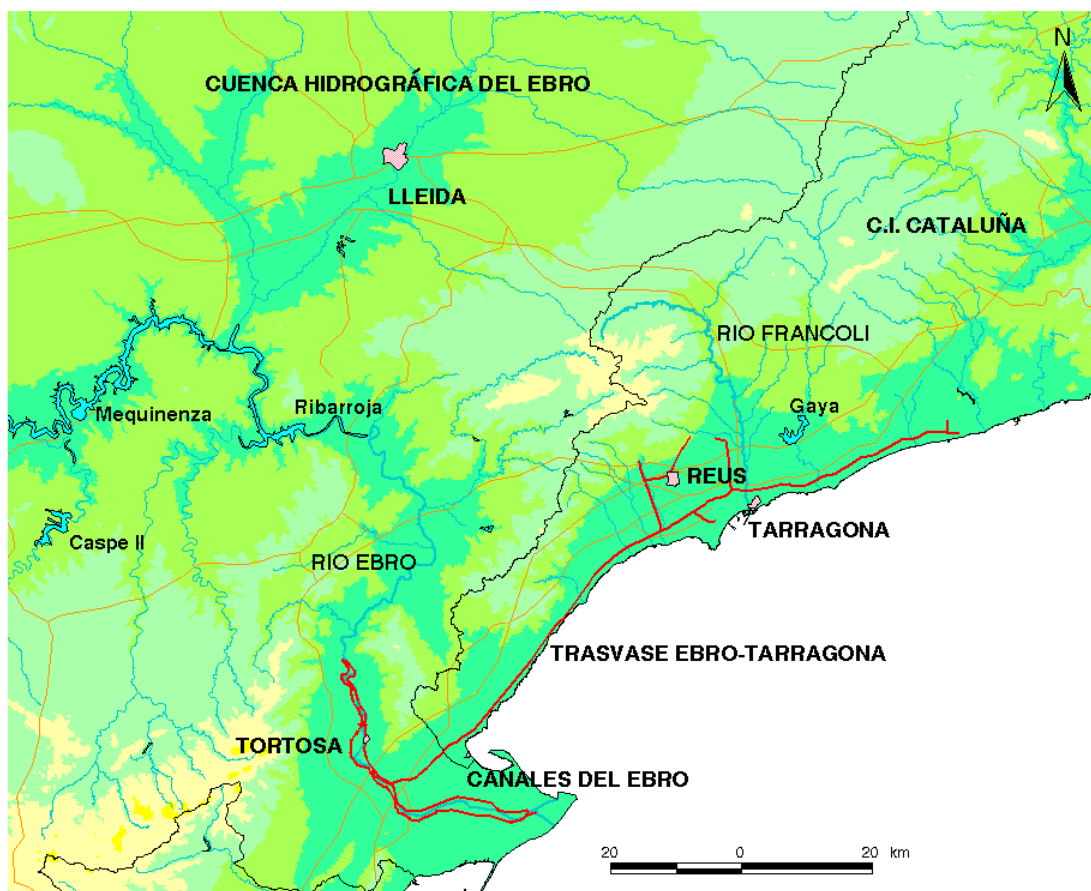 N
CUENCA HIDROGRÁFICA DEL EBRO
LLEIDA
C.I. CATALUÑA
RIO FRANCOLI
Mequinenza
Ribarroja
Gaya
REUS
TARRAGONA
Caspe II
RIO EBRO
TRASVASE EBRO-TARRAGONA
TORTOSA
CANALES DEL EBRO
20 0 20 km